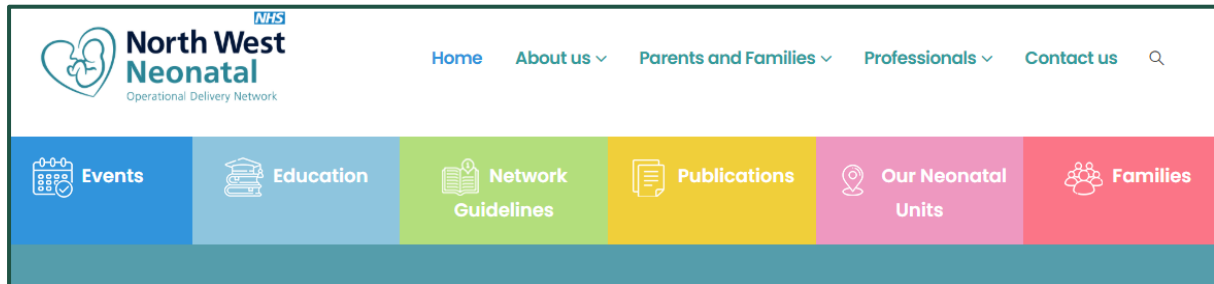 NHS
North West
Neonatal
Operational Delivery Network
Home About us Parents and Families Professionals Contact us
Events Education Network Guidelines Publications Our Neonatal Units Families